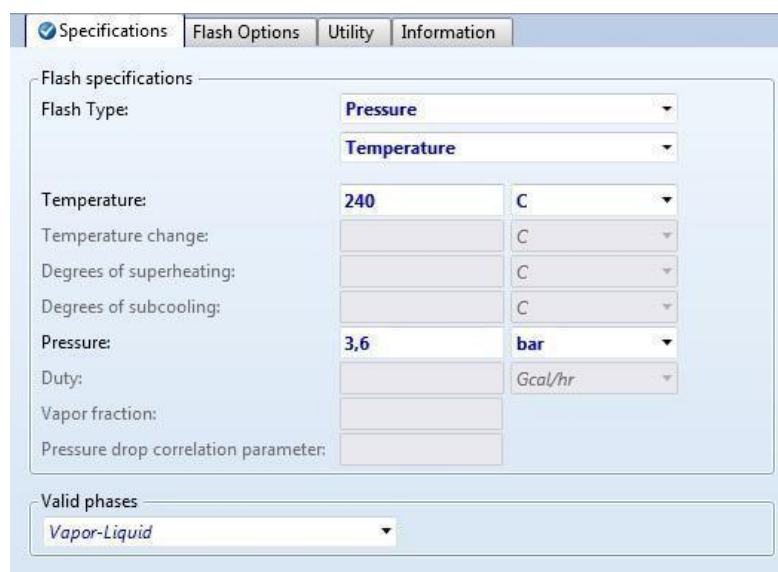 Specifications Flash Options Utility Information
Flash specifications
Flash Type: Pressure
Temperature
Temperature: 240 C
Temperature change: C
Degrees of superheating: C
Degrees of subcooling: C
Pressure: 3,6 bar
Duty: Gcal/hr
Vapor fraction:
Pressure drop correlation parameter:
Valid phases
Vapor-Liquid